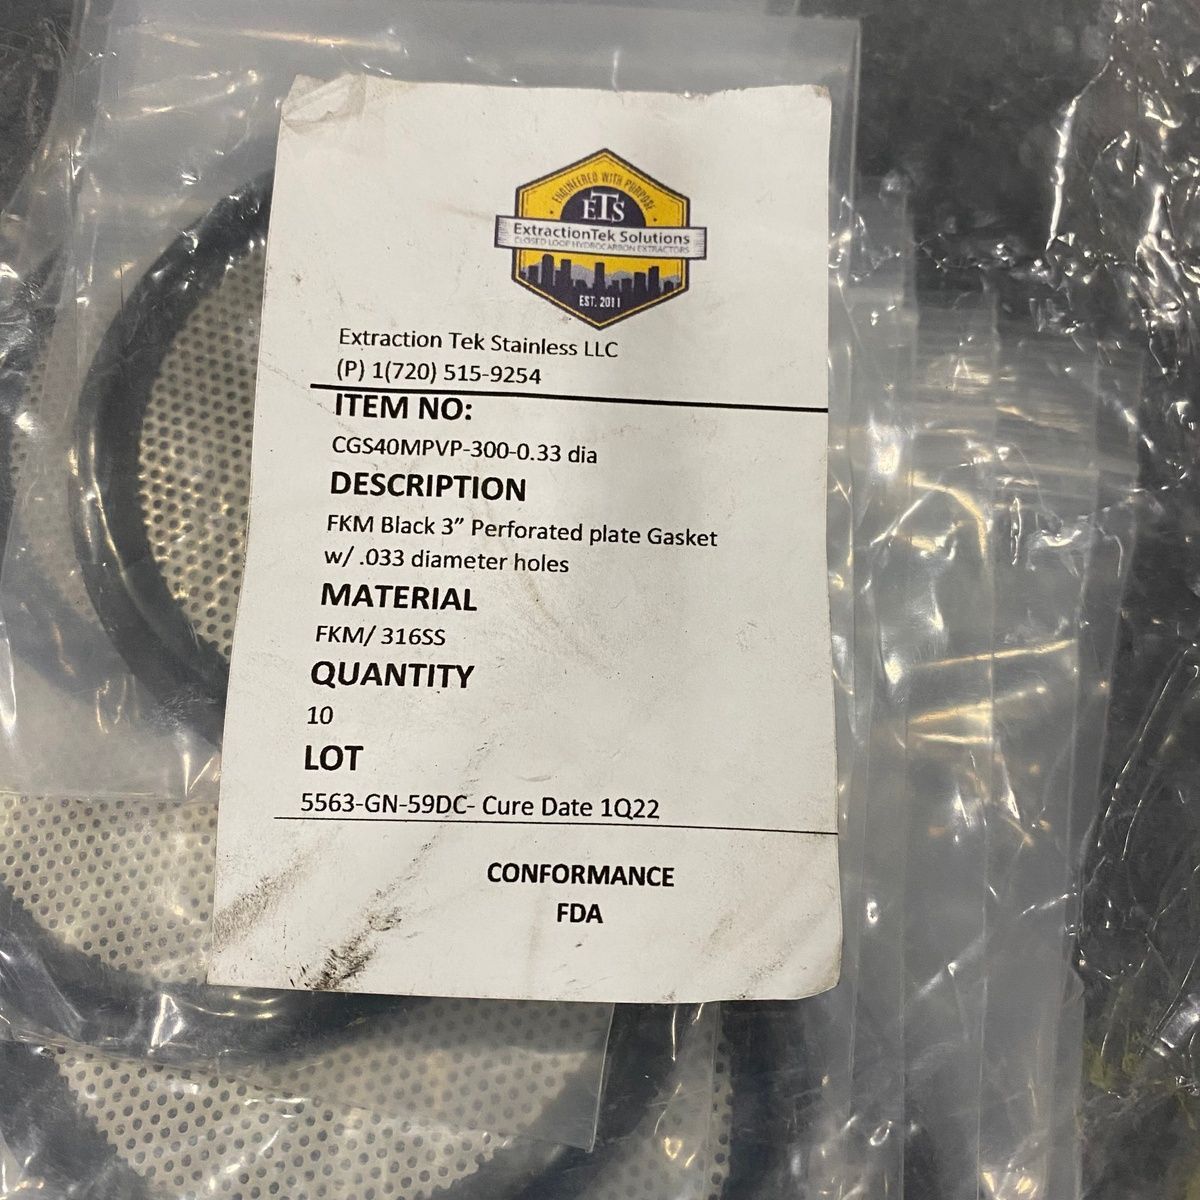 ENGINEERED WITH PURPOSE
ETS
ExtractionTek Solutions
CLOSED LOOP HYDROCARBON EXTRACTORS
EST. 2011
Extraction Tek Stainless LLC
(P) 1(720) 515-9254
ITEM NO:
CGS40MPVP-300-0.33 dia
DESCRIPTION
FKM Black 3” Perforated plate Gasket
w/ .033 diameter holes
MATERIAL
FKM/ 316SS
QUANTITY
10
LOT
5563-GN-59DC- Cure Date 1Q22
CONFORMANCE
FDA